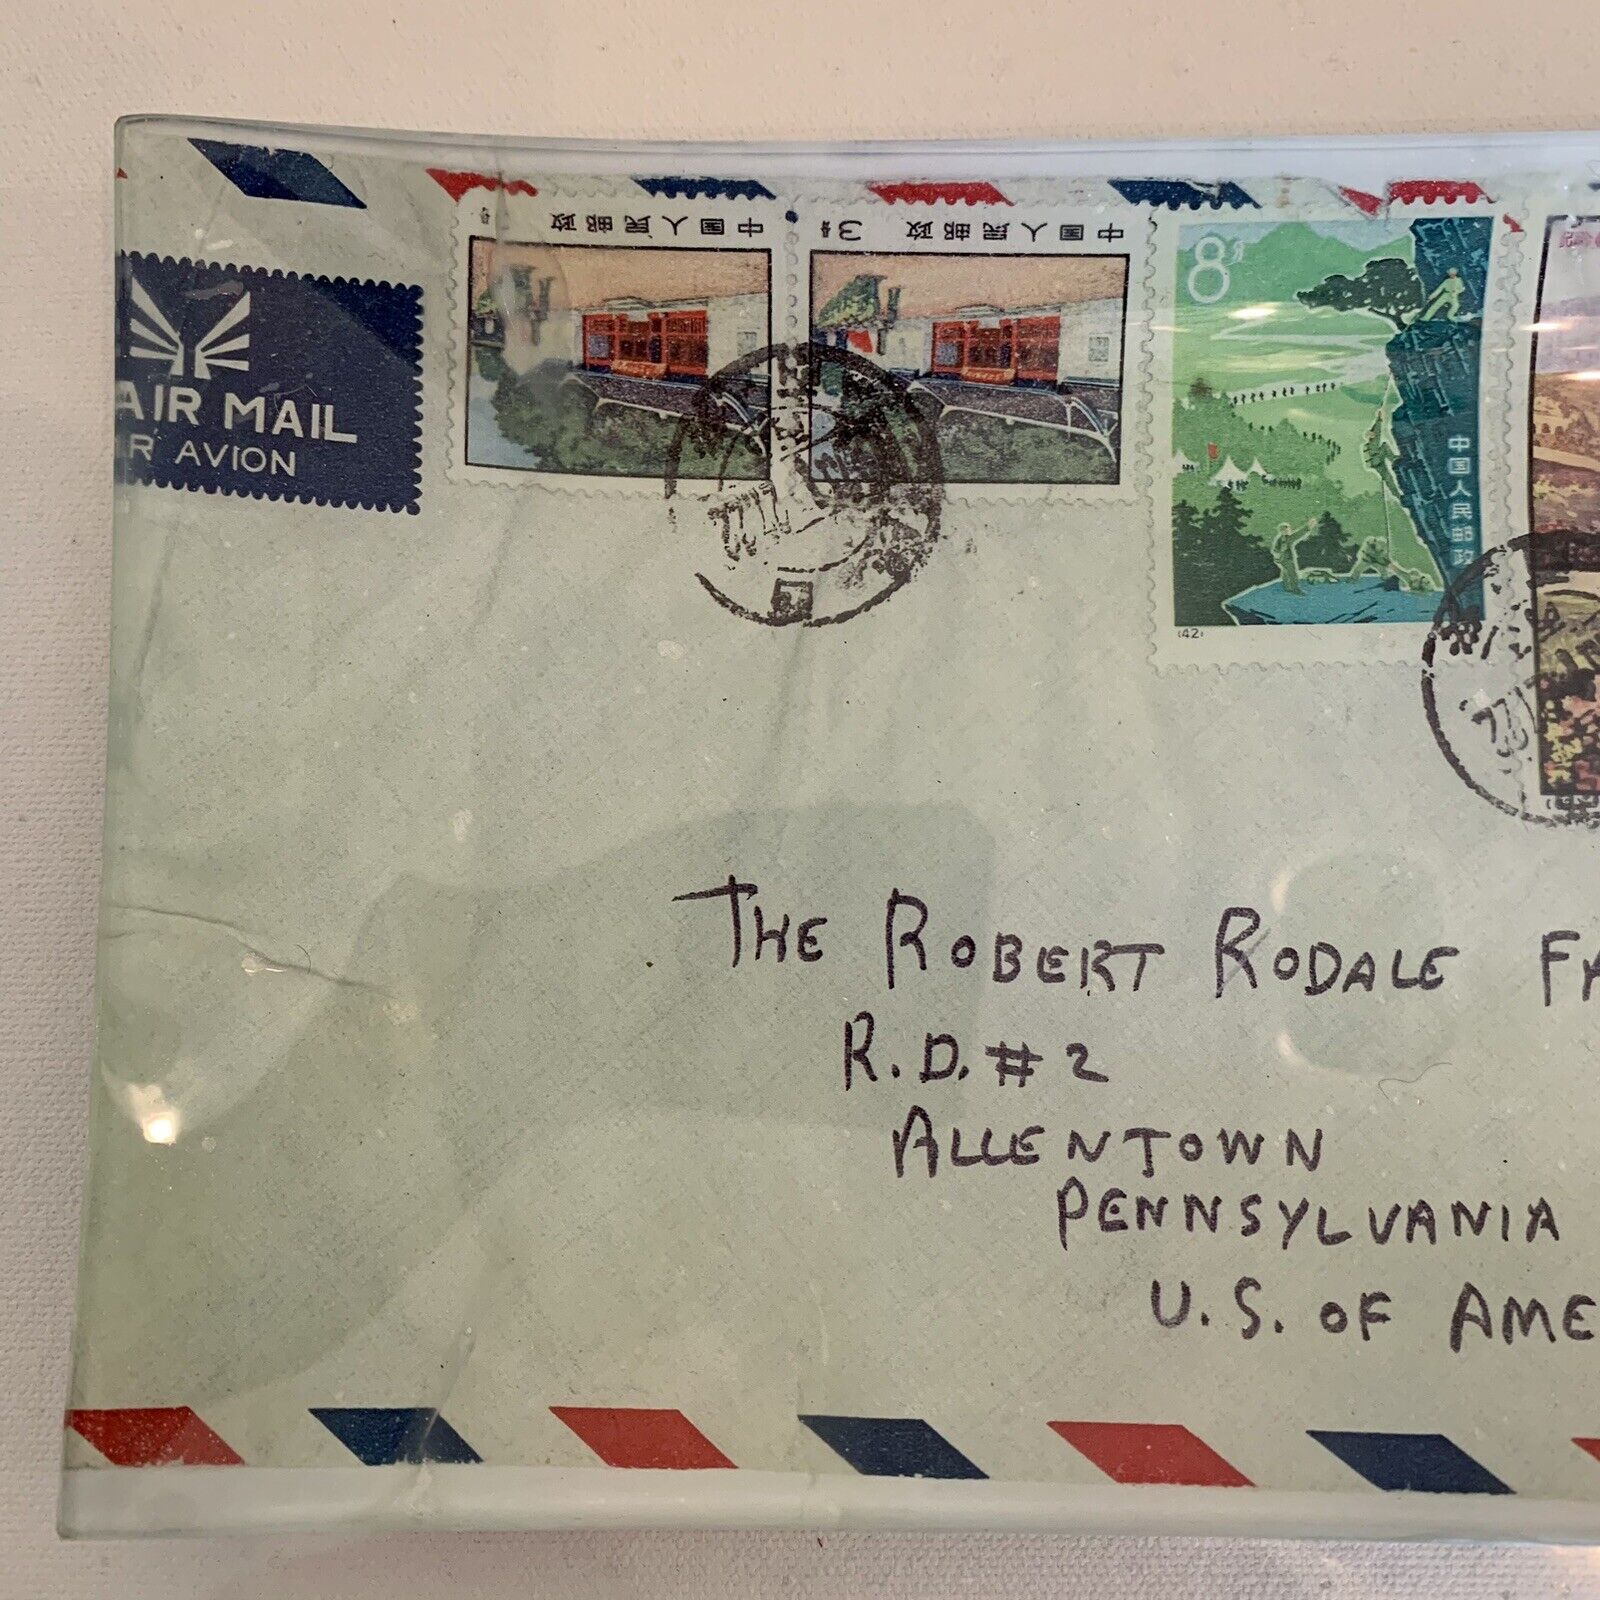 中国人民邮政
3分 中国人民邮政
8分
AIR MAIL
R AVION
中国人民邮政
(42)
THE ROBERT RODALE FA
R.D. #2
ALLENTOWN
PENNSYLVANIA
U.S. OF AME